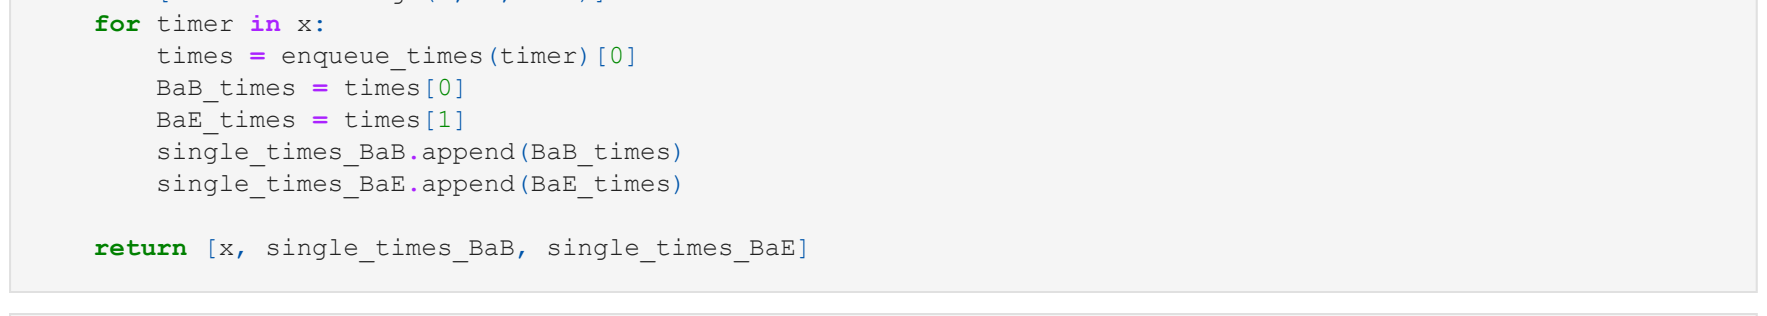 for timer in x:
times = enqueue_times(timer)[0]
BaB_times = times[0]
BaE_times = times[1]
single_times_BaB.append(BaB_times)
single_times_BaE.append(BaE_times)
return [x, single_times_BaB, single_times_BaE]